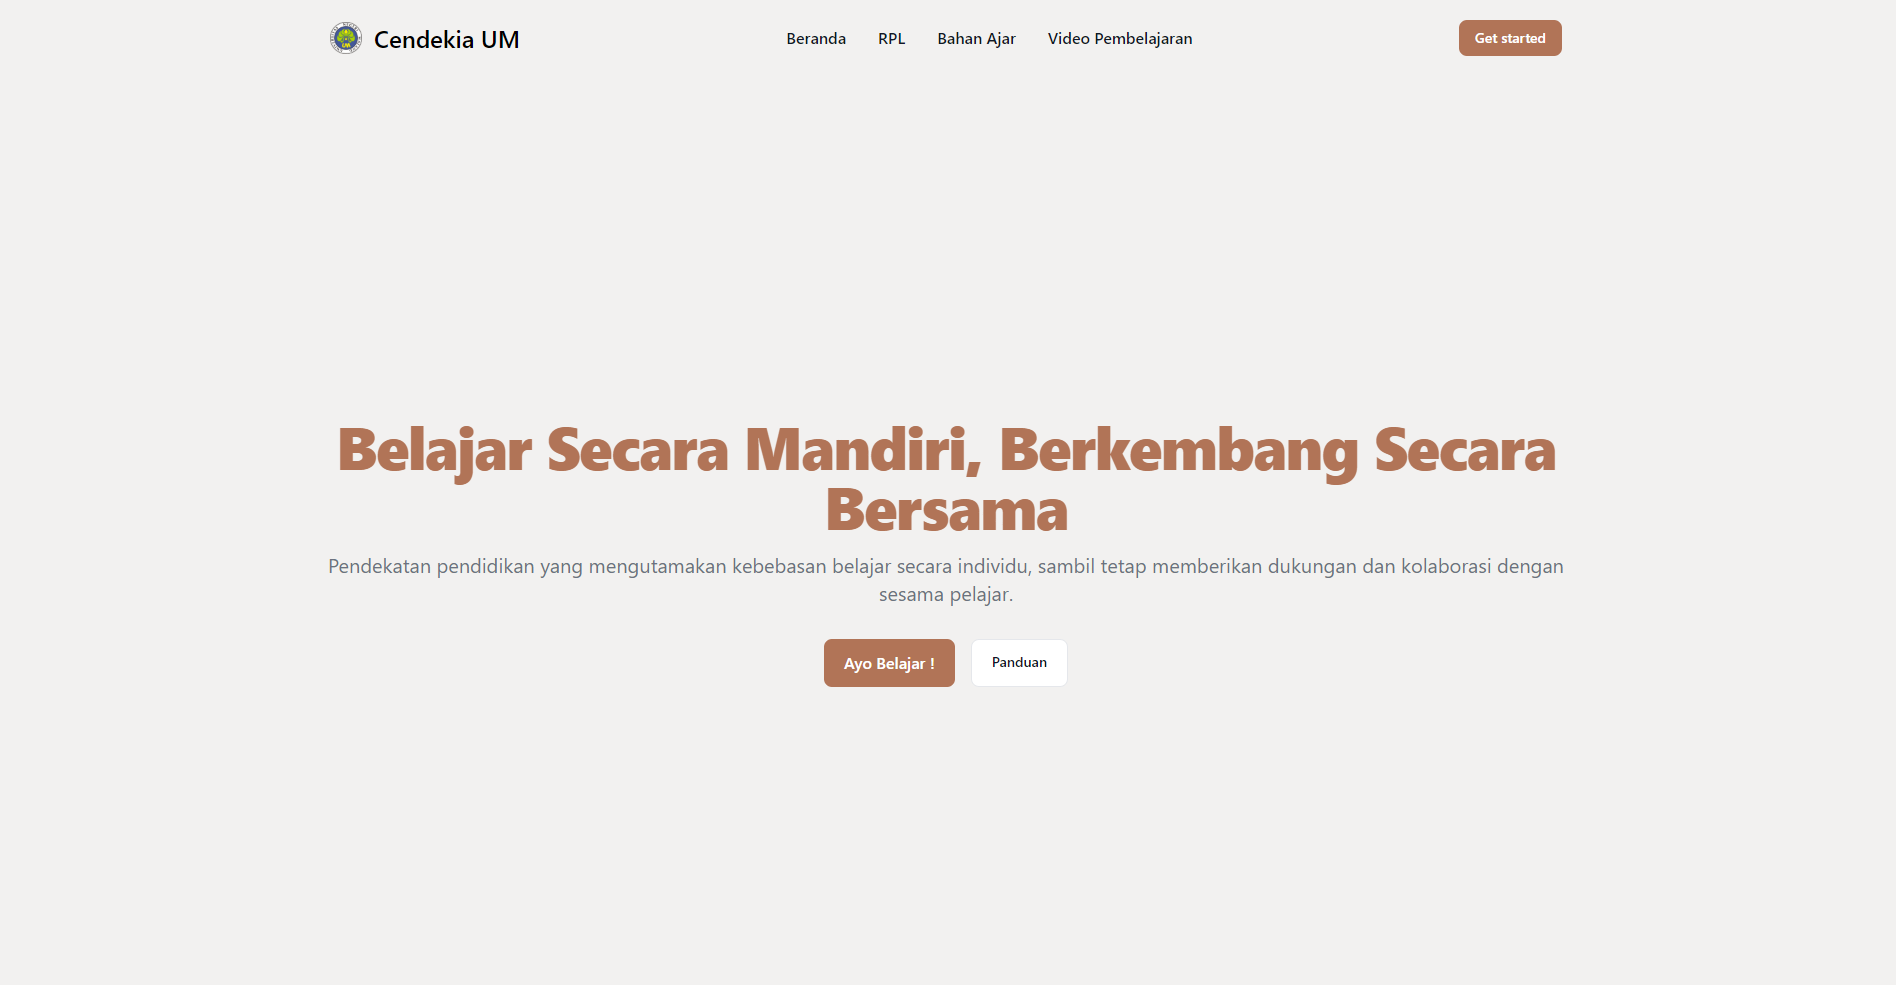 Cendekia UM
Beranda
RPL
Bahan Ajar
Video Pembelajaran
Get started
Belajar Secara Mandiri, Berkembang Secara
Bersama
Pendekatan pendidikan yang mengutamakan kebebasan belajar secara individu, sambil tetap memberikan dukungan dan kolaborasi dengan
sesama pelajar.
Ayo Belajar !
Panduan